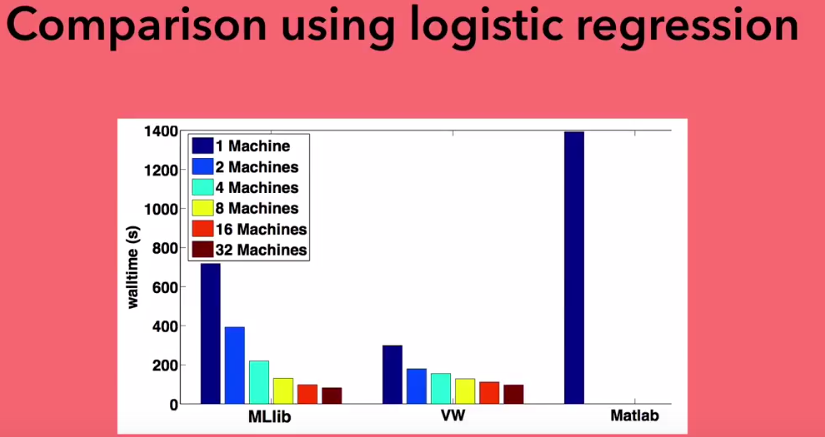 Comparison using logistic regression
1400
1200
1000
800
600
400
200
0
walltime (s)
1 Machine
2 Machines
4 Machines
8 Machines
16 Machines
32 Machines
MLlib
VW
Matlab